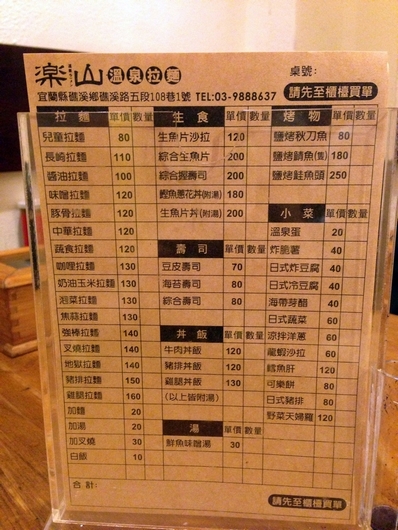 樂山溫泉拉麵
桌號：
宜蘭縣礁溪鄉礁溪路五段108巷1號 TEL:03-9888637
請先至櫃檯買單
拉麵 單價 數量
兒童拉麵 80
長崎拉麵 110
醬油拉麵 100
味噌拉麵 120
豚骨拉麵 120
中華拉麵 120
蔬食拉麵 120
咖哩拉麵 130
奶油玉米拉麵 130
泡菜拉麵 130
焦蒜拉麵 130
強棒拉麵 140
叉燒拉麵 140
地獄拉麵 140
豬排拉麵 150
雞腿拉麵 160
加麵 20
加湯 20
加叉燒 30
白飯 10
生食 單價 數量
生魚片沙拉 120
綜合生魚片 200
綜合握壽司 200
鮭魚蔥花丼(附湯) 180
生魚片丼(附湯) 200
壽司 單價 數量
豆皮壽司 70
海苔壽司 80
綜合壽司 80
丼飯 單價 數量
牛肉丼飯 120
豬排丼飯 120
雞腿丼飯 130
(以上皆附湯)
湯 單價 數量
鮮魚味噌湯 30
烤物 單價 數量
鹽烤秋刀魚 80
鹽烤鯖魚(隻) 180
鹽烤鮭魚頭 250
小菜 單價 數量
溫泉蛋 20
炸脆薯 40
日式炸豆腐 40
日式冷豆腐 40
海帶芽醋 40
日式蔬菜 60
涼拌洋蔥 60
龍蝦沙拉 60
鱈魚肝 120
可樂餅 80
日式豬排 80
野菜天婦羅 120
合計：
請先至櫃檯買單